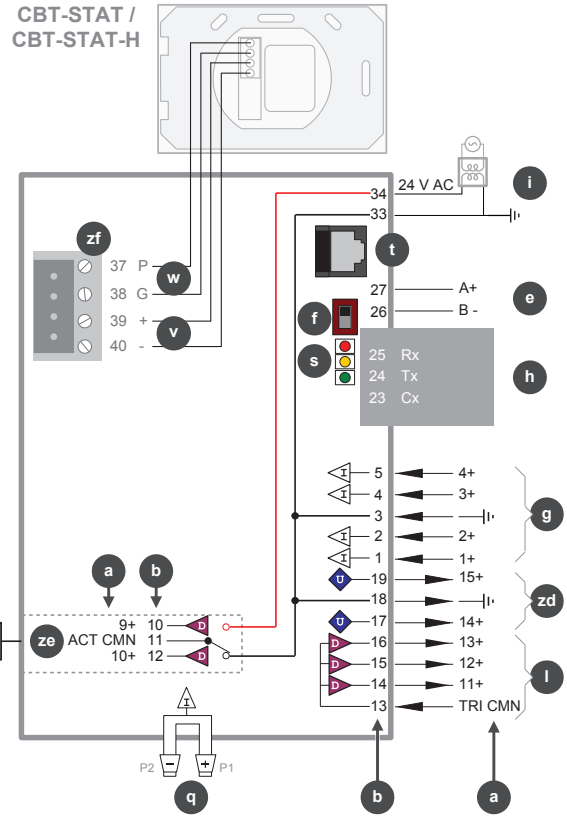 CBT-STAT /
CBT-STAT-H
34 24 V AC
i
33
zf
t
37 P
w
38 G
27 A+
e
26 B -
f
39 +
v
40 -
s
25 Rx
24 Tx
h
23 Cx
I 5 4+
I 4 3+
3
g
I 2 2+
I 1 1+
a b
U 19 15+
18
zd
U 17 14+
9+ 10 D
ze ACT CMN 11
10+ 12 D
D 16 13+
D 15 12+
l
D 14 11+
13 TRI CMN
I
P2 - + P1
q
b
a